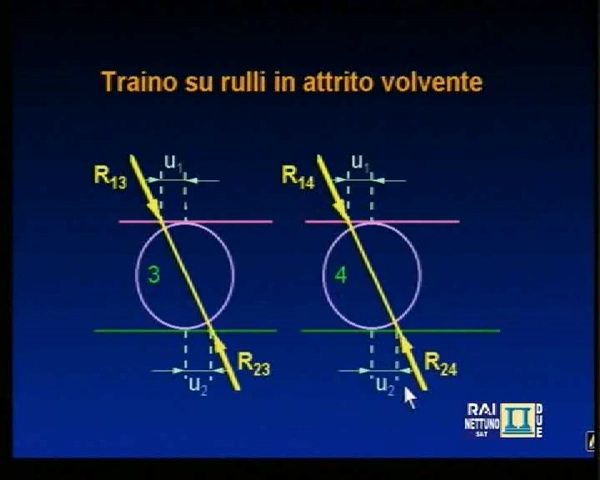 Traino su rulli in attrito volvente
u1 u1
R13 R14
3 4
R23 R24
u2 u2
RAI
NETTUNO
SAT
DUE